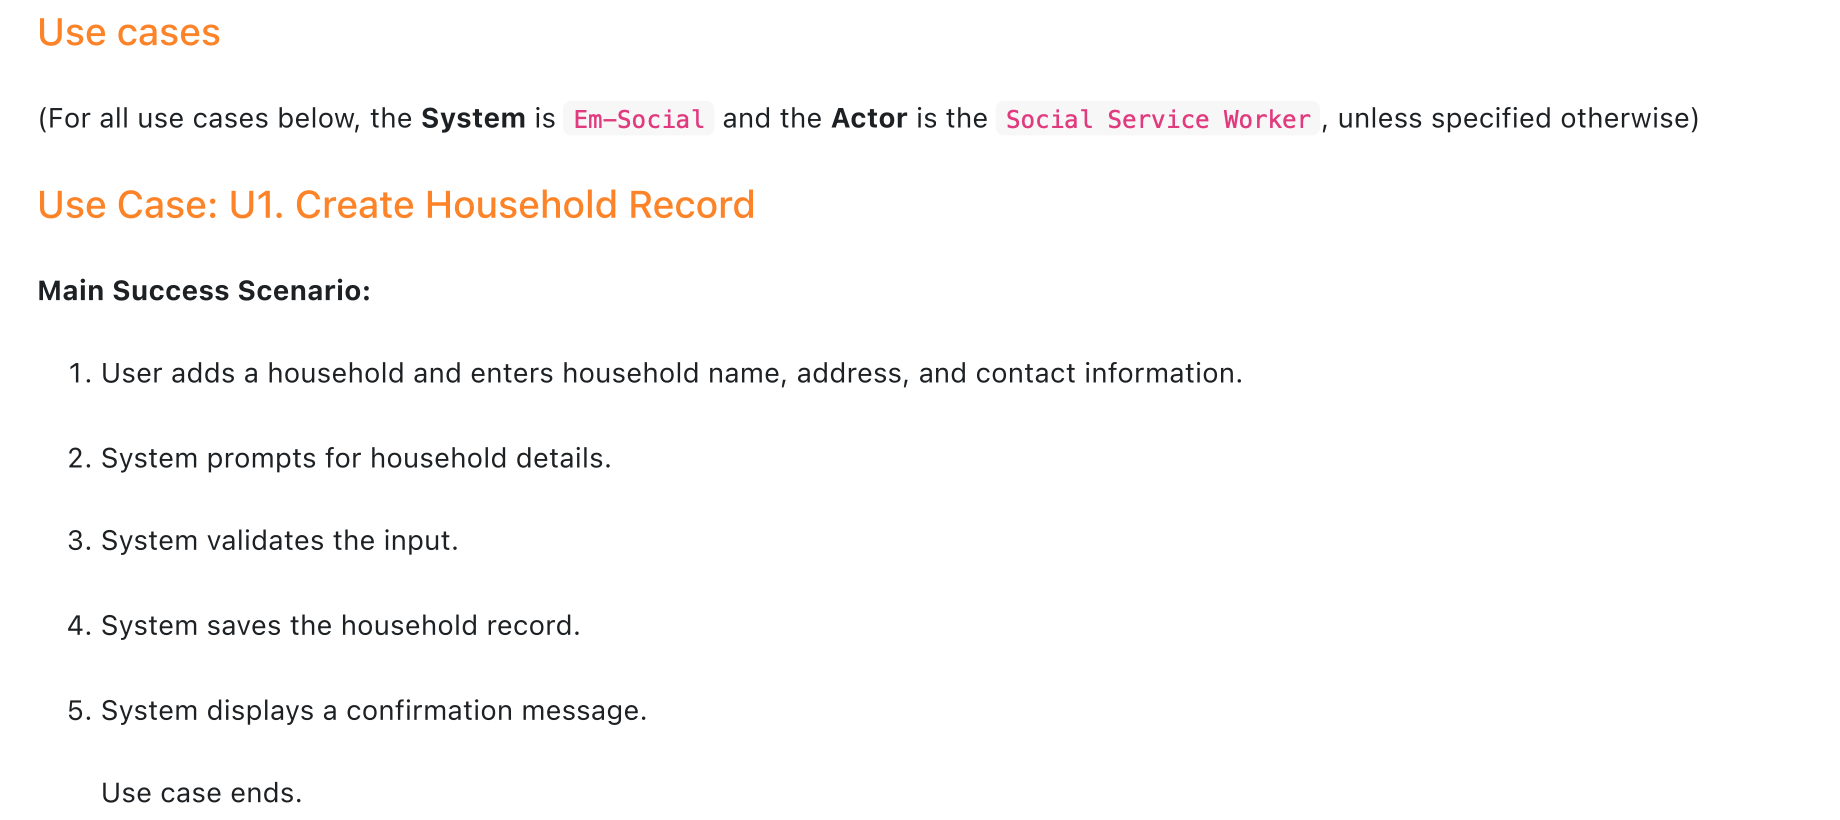 Use cases
(For all use cases below, the System is Em-Social and the Actor is the Social Service Worker, unless specified otherwise)
Use Case: U1. Create Household Record
Main Success Scenario:
1. User adds a household and enters household name, address, and contact information.
2. System prompts for household details.
3. System validates the input.
4. System saves the household record.
5. System displays a confirmation message.
Use case ends.